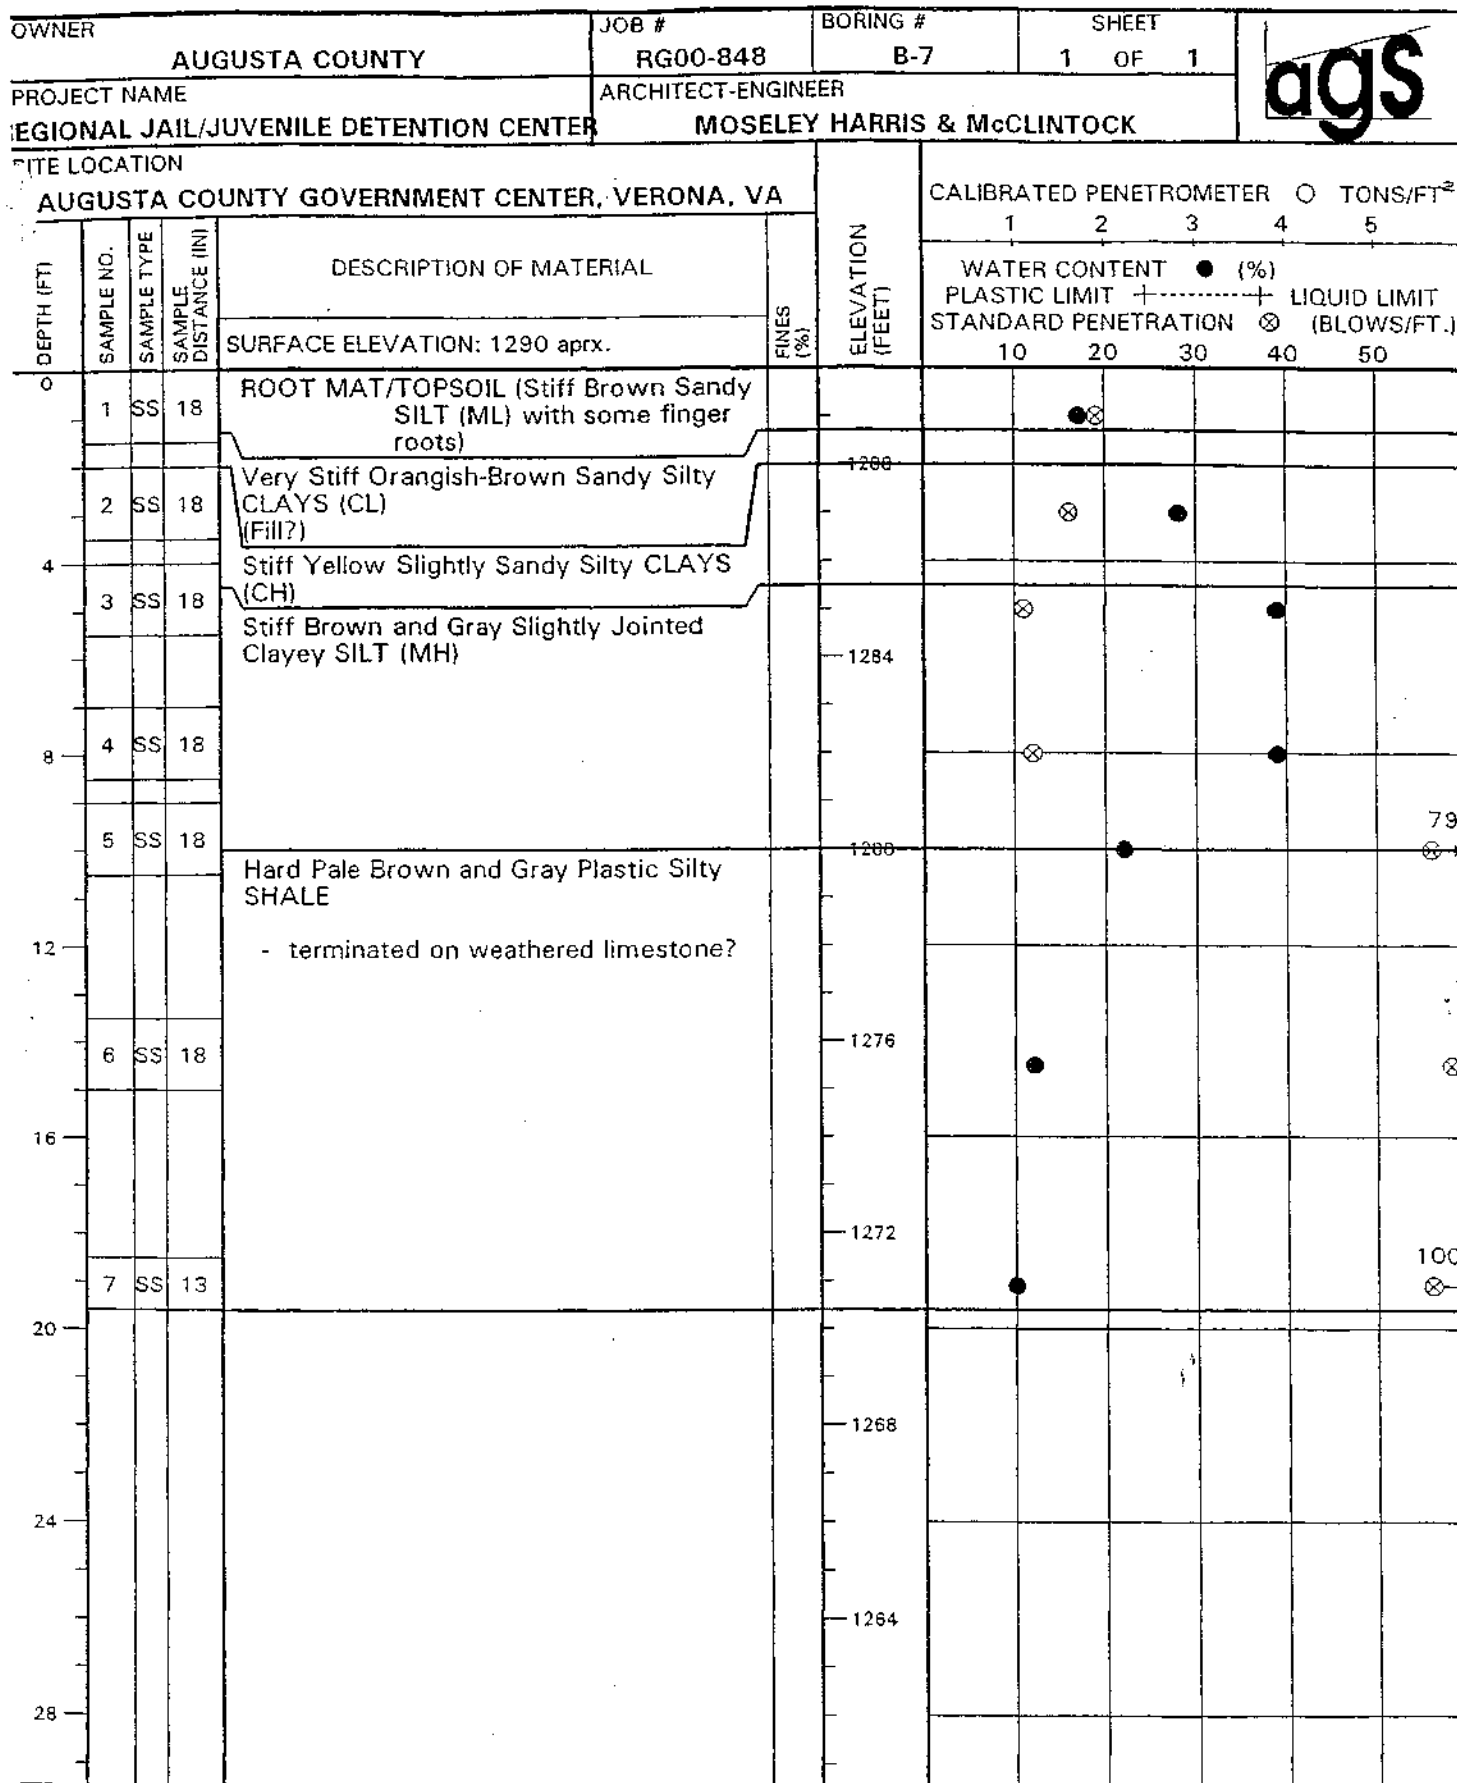 OWNER
AUGUSTA COUNTY
JOB #
RG00-848
BORING #
B-7
SHEET
1 OF 1
ags
PROJECT NAME
EGIONAL JAIL/JUVENILE DETENTION CENTER
ARCHITECT-ENGINEER
MOSELEY HARRIS & McCLINTOCK
ITE LOCATION
AUGUSTA COUNTY GOVERNMENT CENTER, VERONA, VA
DEPTH (FT)
SAMPLE NO.
SAMPLE TYPE
SAMPLE
DISTANCE (IN)
DESCRIPTION OF MATERIAL
SURFACE ELEVATION: 1290 aprx.
FINES
(%)
ELEVATION
(FEET)
CALIBRATED PENETROMETER O TONS/FT²
1 2 3 4 5
WATER CONTENT ● (%)
PLASTIC LIMIT +--------+ LIQUID LIMIT
STANDARD PENETRATION ⊗ (BLOWS/FT.)
10 20 30 40 50
0
1 SS 18
ROOT MAT/TOPSOIL (Stiff Brown Sandy
SILT (ML) with some finger
roots)
1288
2 SS 18
Very Stiff Orangish-Brown Sandy Silty
CLAYS (CL)
(Fill?)
4
Stiff Yellow Slightly Sandy Silty CLAYS
(CH)
3 SS 18
Stiff Brown and Gray Slightly Jointed
Clayey SILT (MH)
1284
4 SS 18
8
79
5 SS 18
1280
Hard Pale Brown and Gray Plastic Silty
SHALE
12
- terminated on weathered limestone?
1276
6 SS 18
16
1272
100
7 SS 13
20
1268
24
1264
28